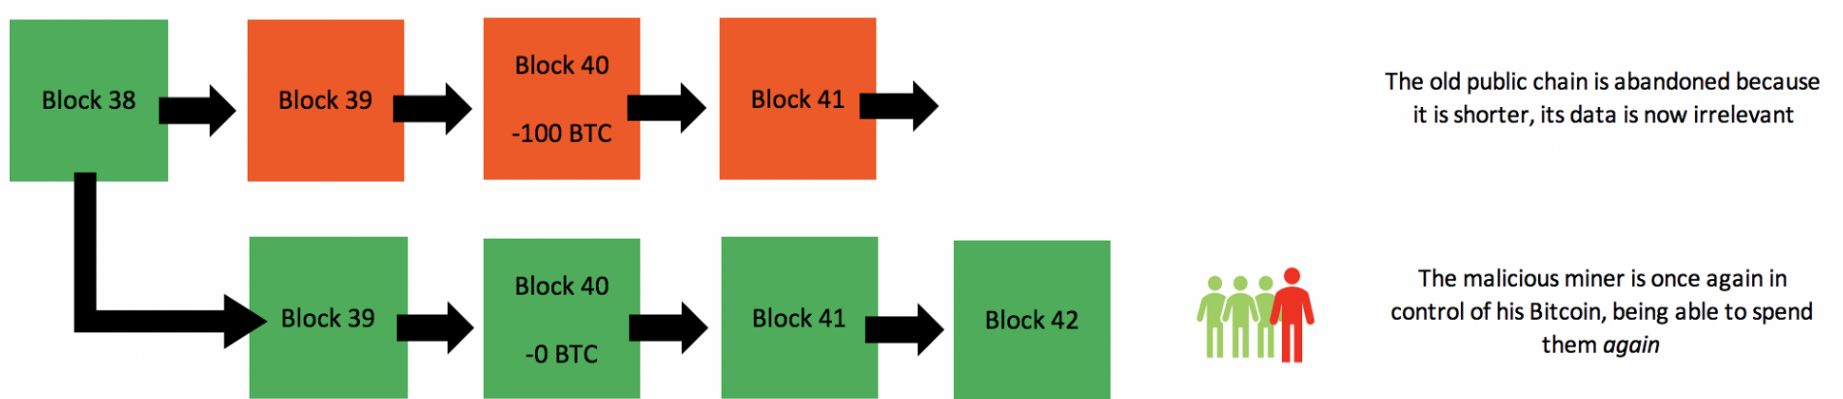 Block 38
Block 39
Block 40
-100 BTC
Block 41
The old public chain is abandoned because
it is shorter, its data is now irrelevant
Block 39
Block 40
-0 BTC
Block 41
Block 42
The malicious miner is once again in
control of his Bitcoin, being able to spend
them again